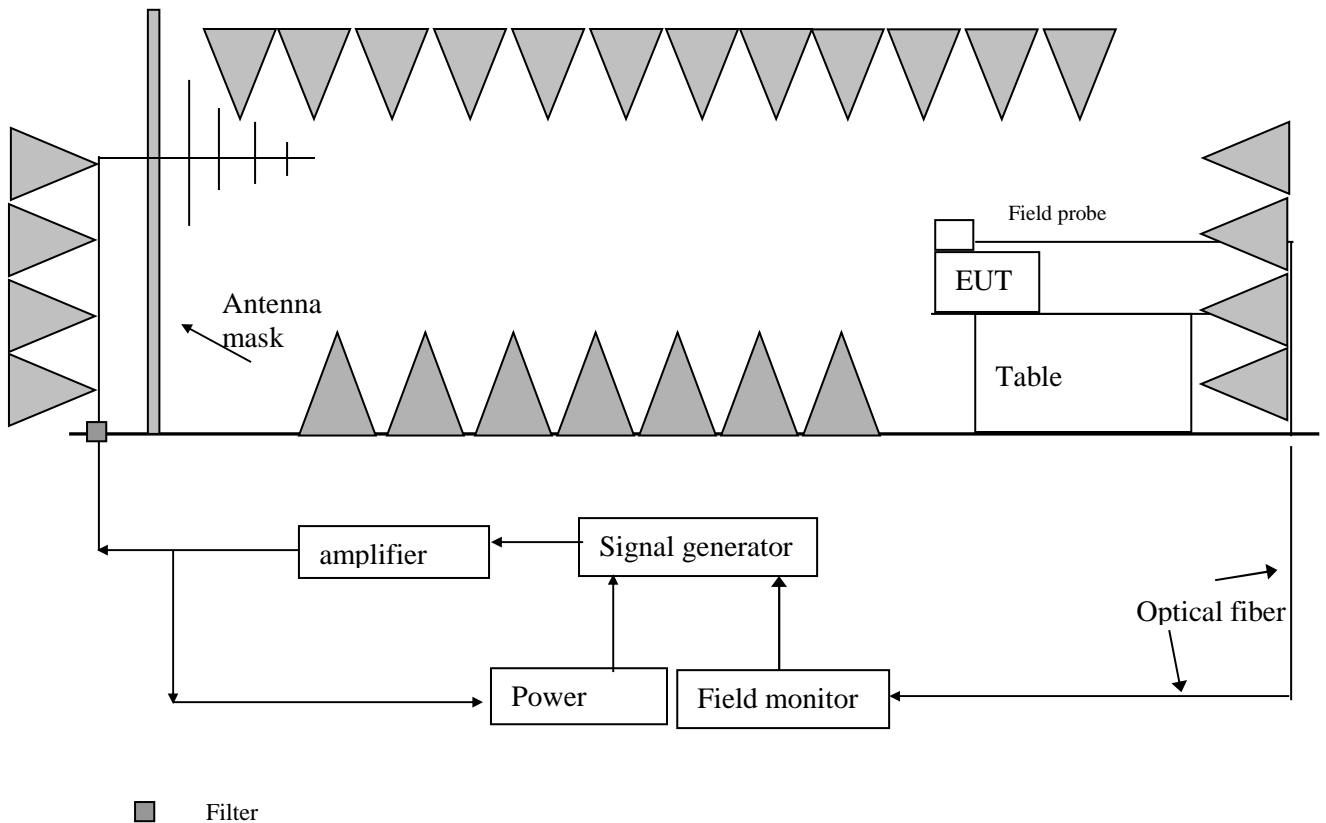 Field probe
EUT
Antenna
mask
Table
amplifier
Signal generator
Optical fiber
Power
Field monitor
Filter